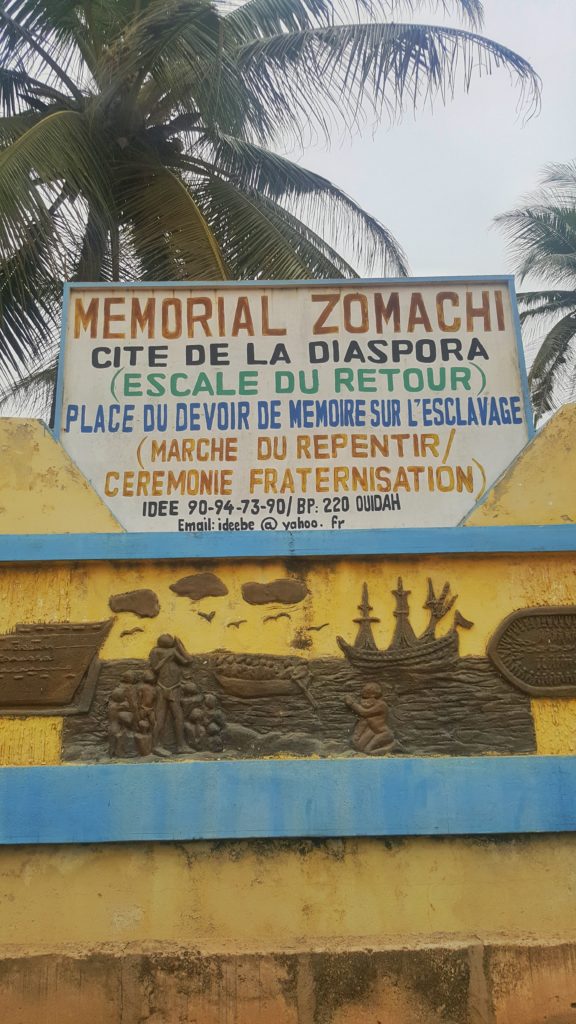 MEMORIAL ZOMACHI
CITE DE LA DIASPORA
(ESCALE DU RETOUR)
PLACE DU DEVOIR DE MEMOIRE SUR L'ESCLAVAGE
(MARCHE DU REPENTIR/
CEREMONIE FRATERNISATION)
IDEE 90-94-73-90/ BP: 220 OUIDAH
Email: ideebe @ yahoo. fr